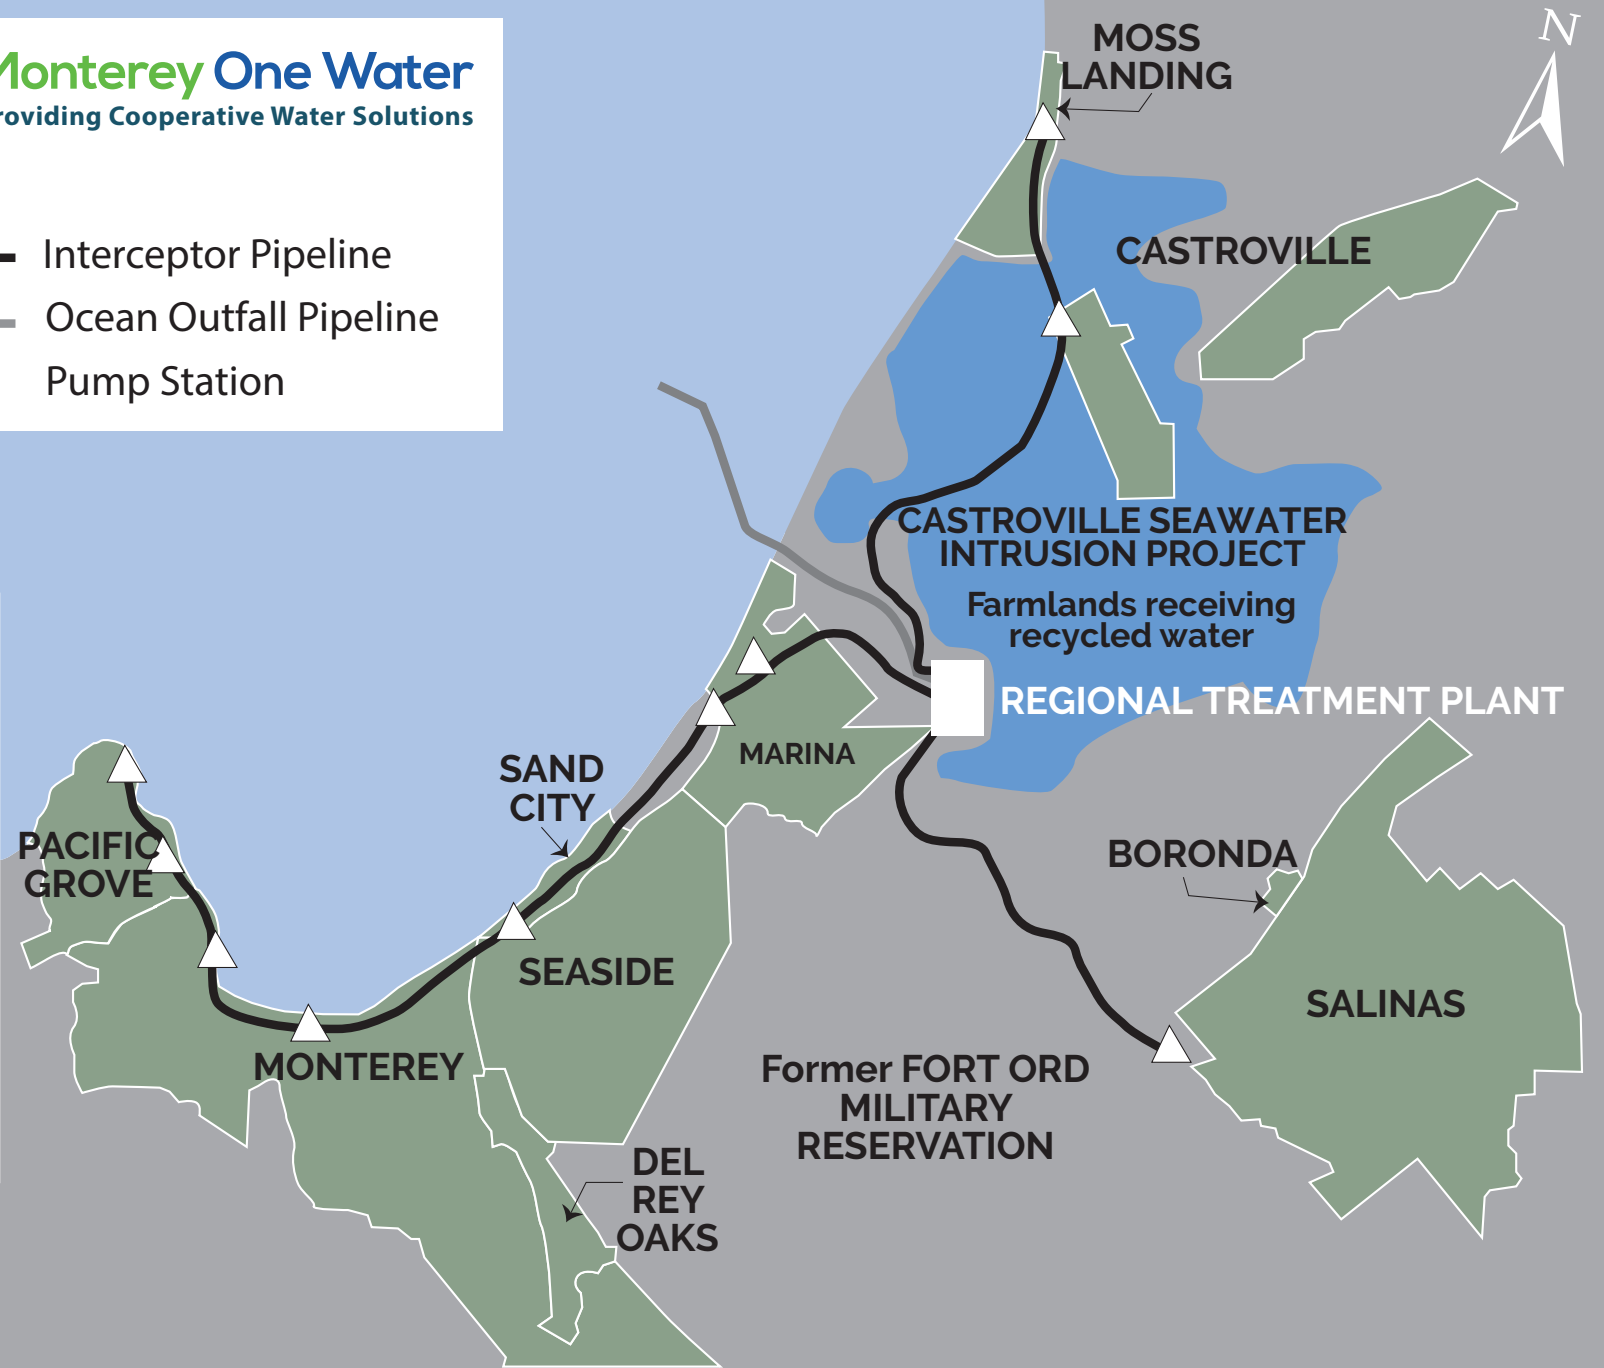 Monterey One Water
roviding Cooperative Water Solutions
Interceptor Pipeline
Ocean Outfall Pipeline
Pump Station
N
MOSS
LANDING
CASTROVILLE
CASTROVILLE SEAWATER
INTRUSION PROJECT
Farmlands receiving
recycled water
REGIONAL TREATMENT PLANT
MARINA
SAND
CITY
PACIFIC
GROVE
BORONDA
SEASIDE
SALINAS
MONTEREY
Former FORT ORD
MILITARY
RESERVATION
DEL
REY
OAKS